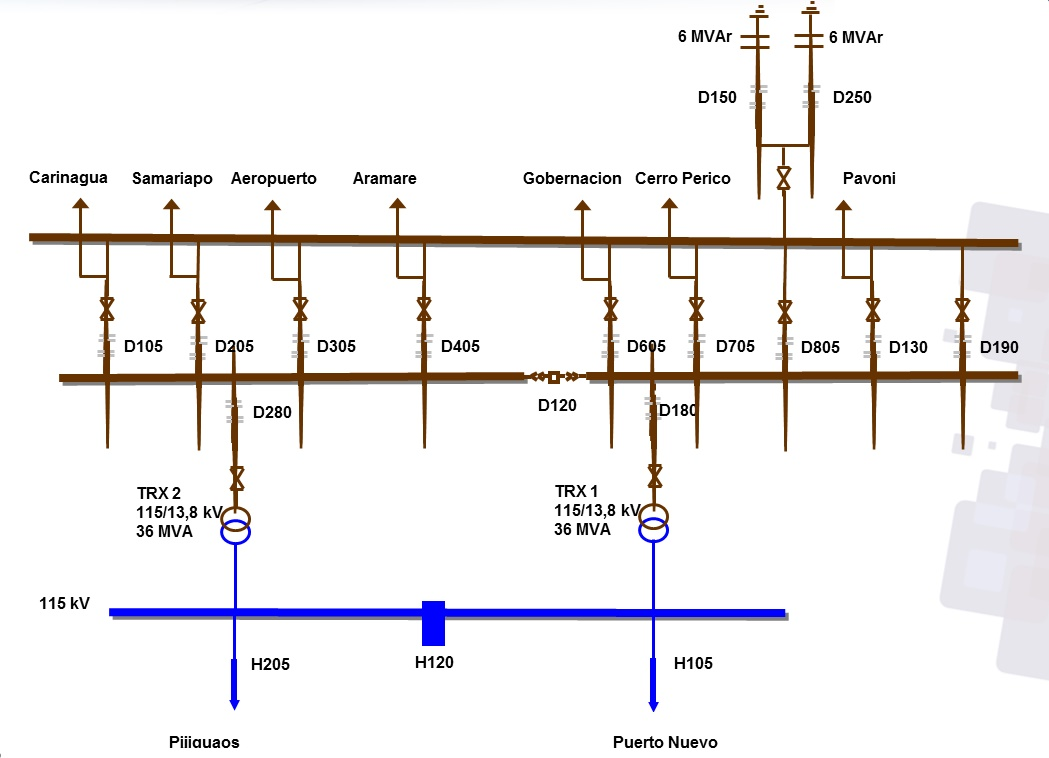 6 MVAr
6 MVAr
D150
D250
Carinagua
Samariapo
Aeropuerto
Aramare
Gobernacion
Cerro Perico
Pavoni
D105
D205
D305
D405
D605
D705
D805
D130
D190
D120
D280
D180
TRX 2
115/13,8 kV
36 MVA
TRX 1
115/13,8 kV
36 MVA
115 kV
H120
H205
H105
Pijiguaos
Puerto Nuevo